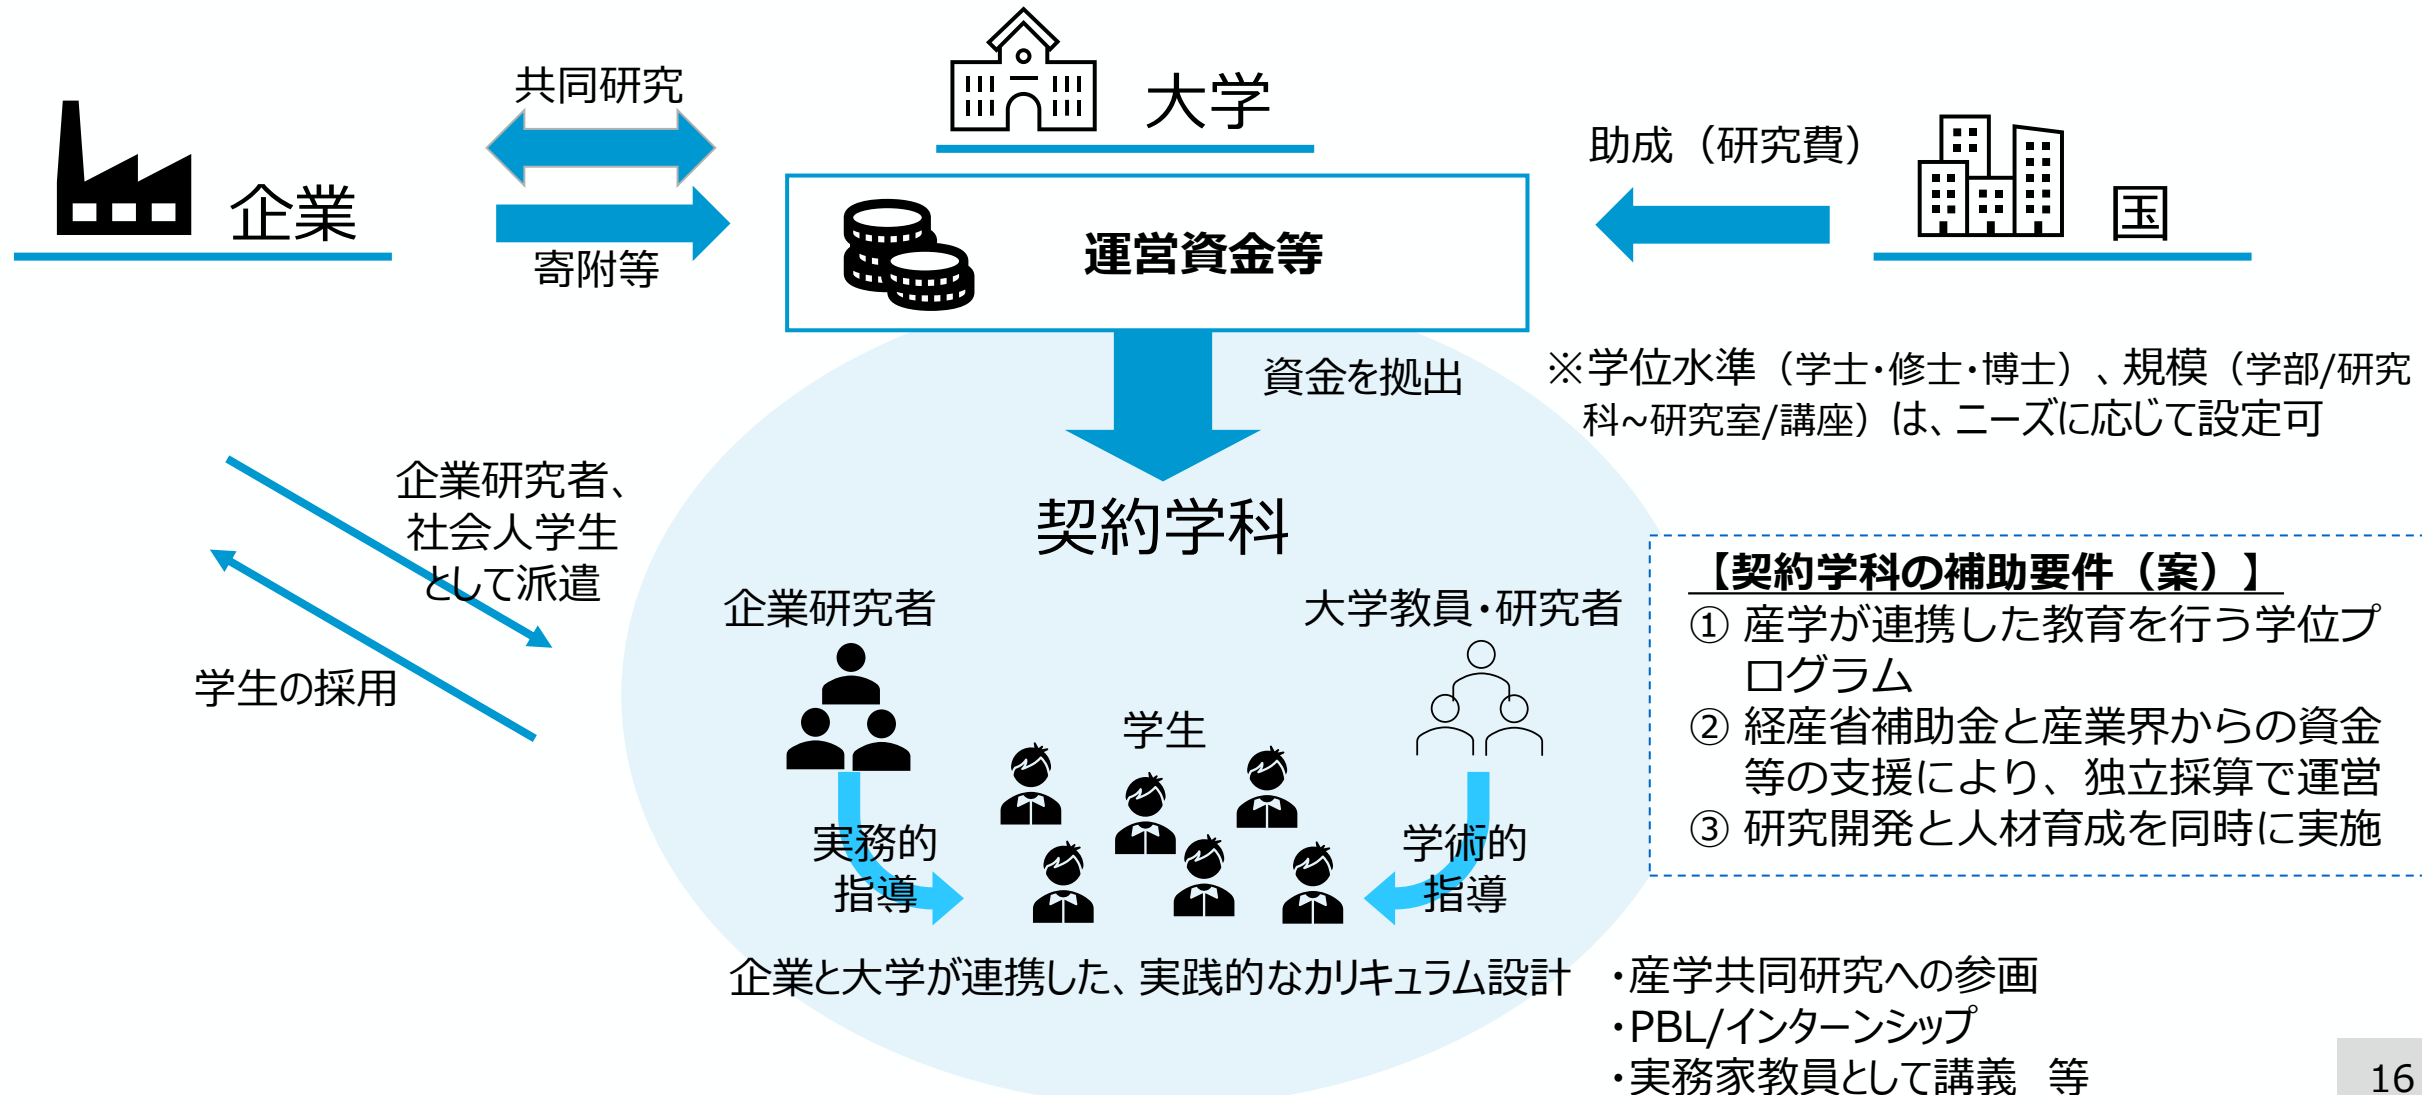 共同研究
大学
企業
助成（研究費）
国
寄附等
運営資金等
資金を拠出
※学位水準（学士・修士・博士）、規模（学部/研究
科~研究室/講座）は、ニーズに応じて設定可
企業研究者、
社会人学生
として派遣
学生の採用
契約学科
企業研究者
大学教員・研究者
学生
実務的
指導
学術的
指導
企業と大学が連携した、実践的なカリキュラム設計
【契約学科の補助要件（案）】
① 産学が連携した教育を行う学位プ
ログラム
② 経産省補助金と産業界からの資金
等の支援により、独立採算で運営
③ 研究開発と人材育成を同時に実施
・産学共同研究への参画
・PBL/インターンシップ
・実務家教員として講義　等
16